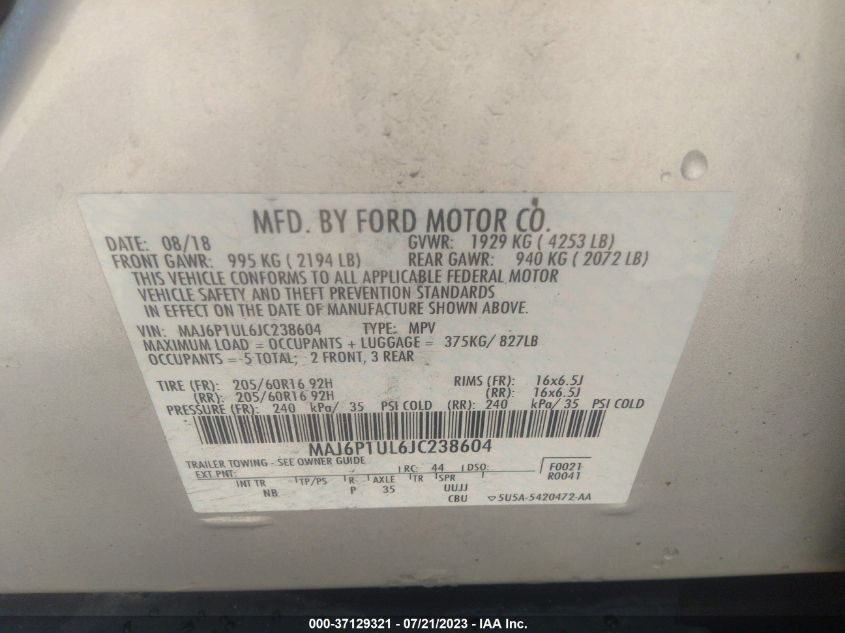 MFD. BY FORD MOTOR CO.
DATE: 08/18 GVWR: 1929 KG ( 4253 LB)
FRONT GAWR: 995 KG ( 2194 LB) REAR GAWR: 940 KG ( 2072 LB)
THIS VEHICLE CONFORMS TO ALL APPLICABLE FEDERAL MOTOR
VEHICLE SAFETY AND THEFT PREVENTION STANDARDS
IN EFFECT ON THE DATE OF MANUFACTURE SHOWN ABOVE.
VIN: MAJ6P1UL6JC238604 TYPE: MPV
MAXIMUM LOAD = OCCUPANTS + LUGGAGE = 375KG/ 827LB
OCCUPANTS = 5 TOTAL; 2 FRONT, 3 REAR
TIRE (FR): 205/60R16 92H RIMS (FR): 16x6.5J
(RR): 205/60R16 92H (RR): 16x6.5J
PRESSURE (FR): 240 kPa/ 35 PSI COLD (RR): 240 kPa/ 35 PSI COLD
MAJ6P1UL6JC238604
TRAILER TOWING - SEE OWNER GUIDE
EXT PNT: RC: 44 DSO: F0021
R0041
INT TR TP/PS R AXLE TR SPR
NB P 35 UUJJ
CBU 5U5A-5420472-AA
000-37129321 - 07/21/2023 - IAA Inc.